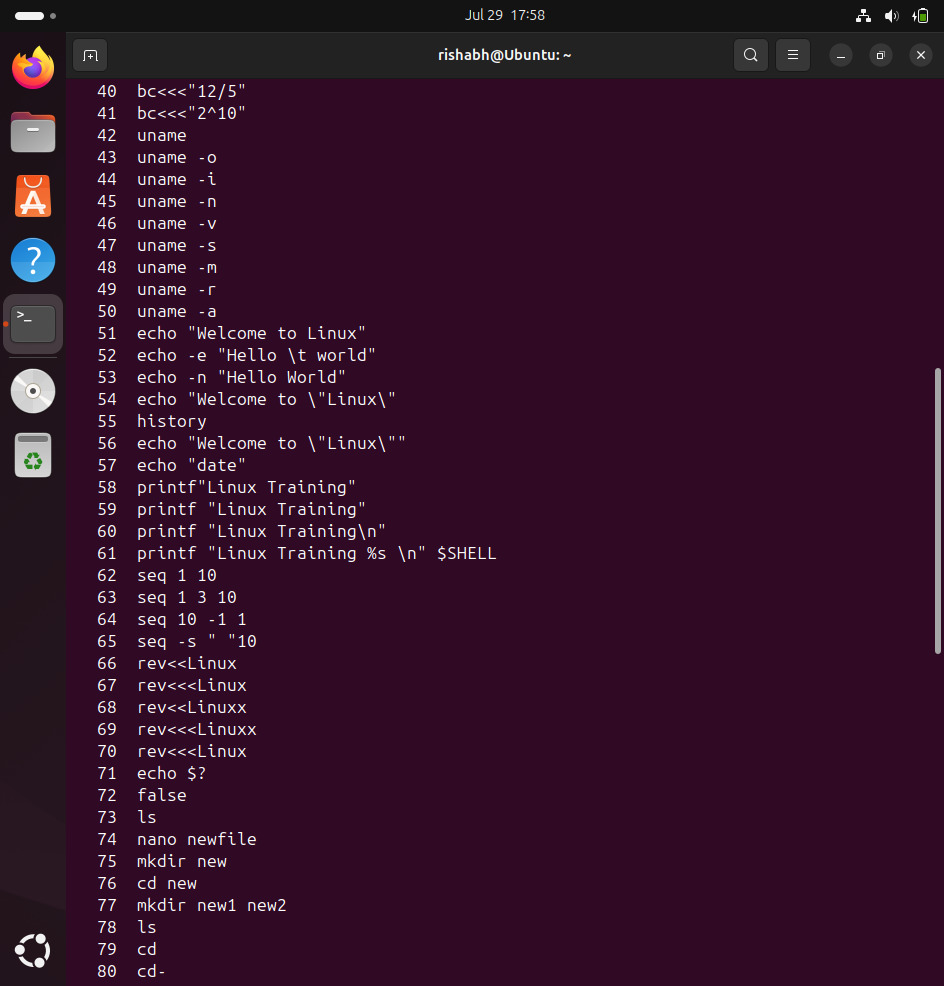 Jul 29 17:58
rishabh@Ubuntu: ~
40 bc<<<"12/5"
41 bc<<<"2^10"
42 uname
43 uname -o
44 uname -i
45 uname -n
46 uname -v
47 uname -s
48 uname -m
49 uname -r
50 uname -a
51 echo "Welcome to Linux"
52 echo -e "Hello \t world"
53 echo -n "Hello World"
54 echo "Welcome to \"Linux\"
55 history
56 echo "Welcome to \"Linux\""
57 echo "date"
58 printf"Linux Training"
59 printf "Linux Training"
60 printf "Linux Training\n"
61 printf "Linux Training %s \n" $SHELL
62 seq 1 10
63 seq 1 3 10
64 seq 10 -1 1
65 seq -s " "10
66 rev<<Linux
67 rev<<<Linux
68 rev<<Linuxx
69 rev<<<Linuxx
70 rev<<<Linux
71 echo $?
72 false
73 ls
74 nano newfile
75 mkdir new
76 cd new
77 mkdir new1 new2
78 ls
79 cd
80 cd-